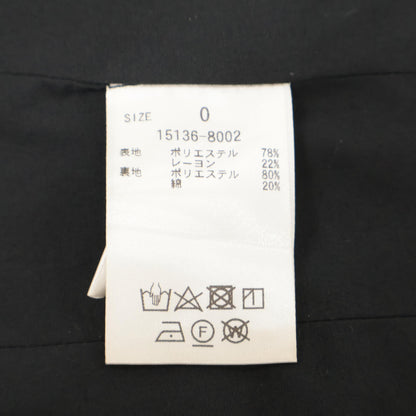 SIZE 0
15136-8002
表地 ポリエステル 78%
レーヨン 22%
裏地 ポリエステル 80%
綿 20%
F
W